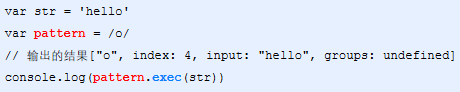 var str = 'hello'
var pattern = /o/
// 输出的结果["o", index: 4, input: "hello", groups: undefined]
console.log(pattern.exec(str))